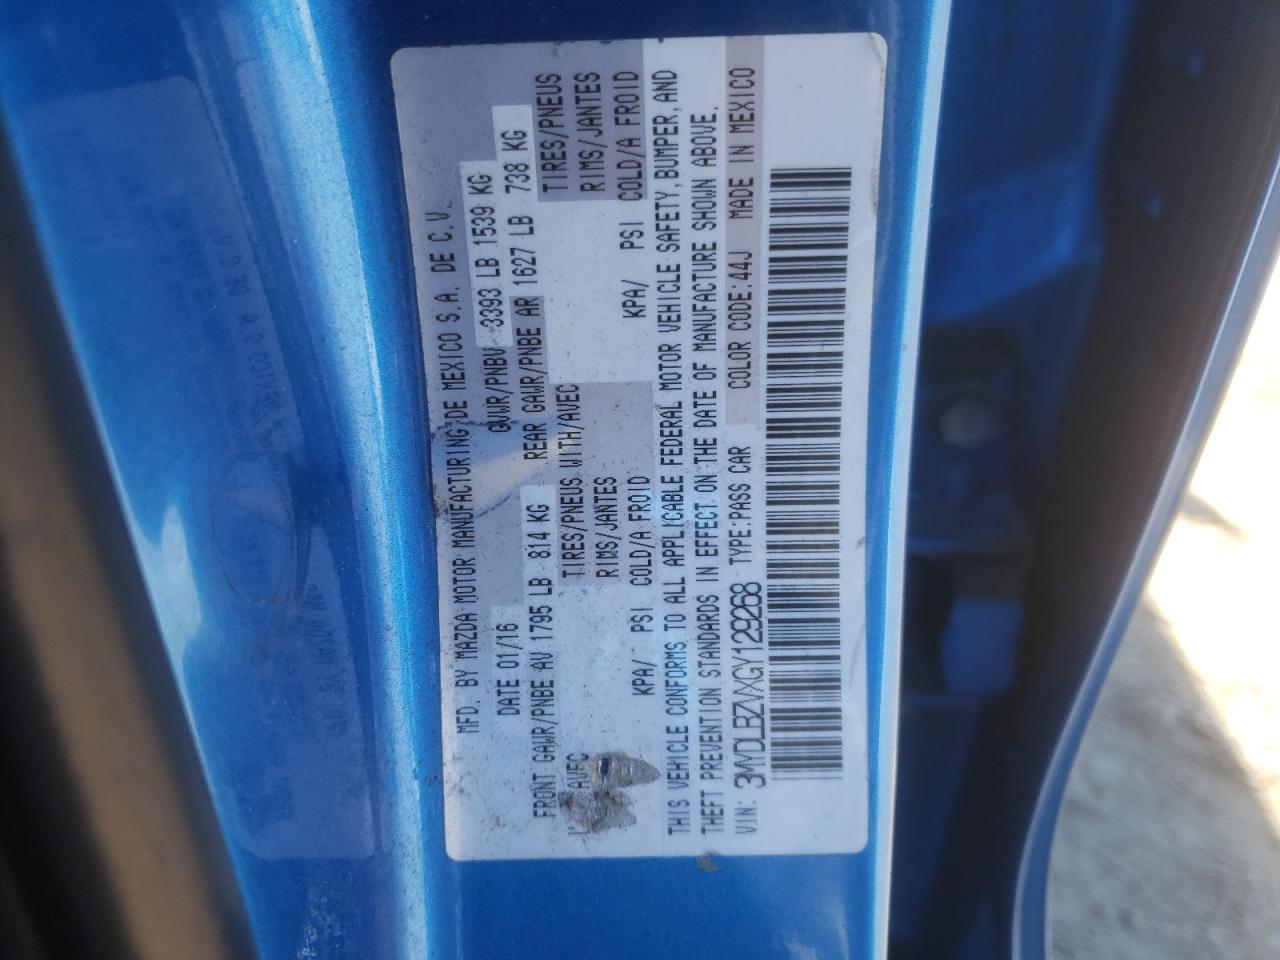 MFD. BY MAZDA MOTOR MANUFACTURING DE MEXICO S.A. DE C.V.
DATE 01/16 GVWR/PNBV 3393 LB 1539 KG
FRONT GAWR/PNBE AV 1795 LB 814 KG REAR GAWR/PNBE AR 1627 LB 738 KG
AVEC TIRES/PNEUS WITH/AVEC TIRES/PNEUS
RIMS/JANTES RIMS/JANTES
KPA/ PSI COLD/A FROID KPA/ PSI COLD/A FROID
THIS VEHICLE CONFORMS TO ALL APPLICABLE FEDERAL MOTOR VEHICLE SAFETY, BUMPER, AND
THEFT PREVENTION STANDARDS IN EFFECT ON THE DATE OF MANUFACTURE SHOWN ABOVE.
VIN: 3MYDLBZVXGY129268 TYPE:PASS CAR COLOR CODE:44J MADE IN MEXICO